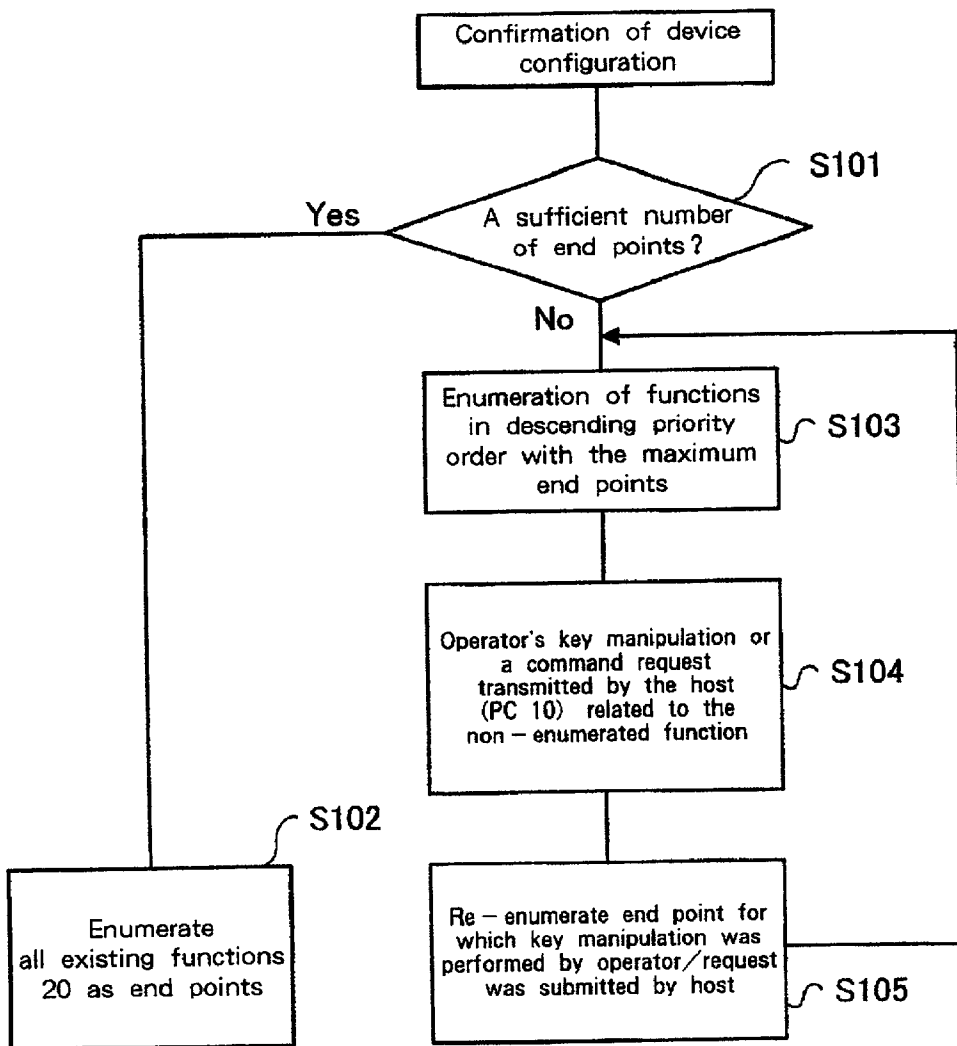 Confirmation of device
configuration
S101
A sufficient number
of end points?
Yes
No
Enumeration of functions
in descending priority
order with the maximum
end points
S103
Operator's key manipulation or
a command request
transmitted by the host
(PC 10) related to the
non-enumerated function
S104
S102
Enumerate
all existing functions
20 as end points
Re-enumerate end point for
which key manipulation was
performed by operator/request
was submitted by host
S105